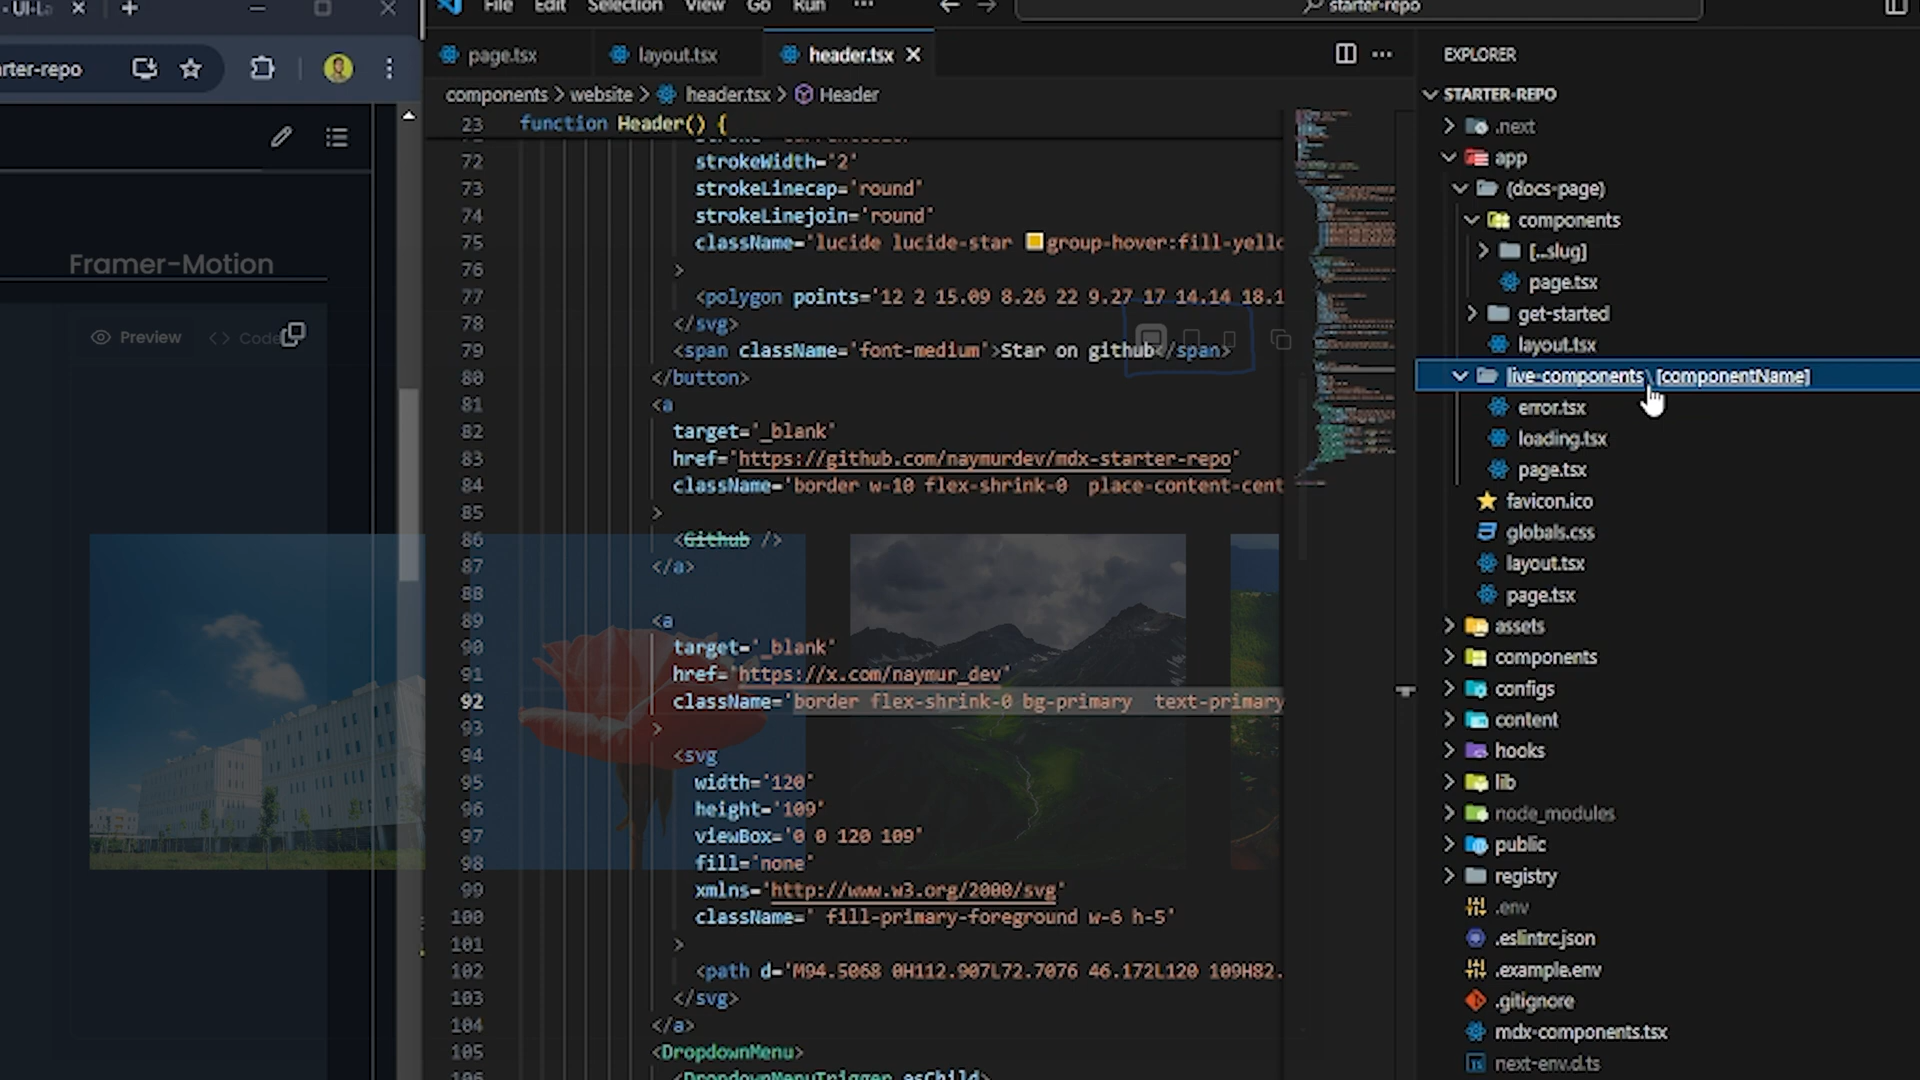 - UI-La
File Edit Selection View Go Run ···
starter-repo
rter-repo
page.tsx layout.tsx header.tsx
components > website > header.tsx > Header
Framer-Motion
Preview <> Code
23 function Header() {
72 strokeWidth='2'
73 strokeLinecap='round'
74 strokeLinejoin='round'
75 className='lucide lucide-star group-hover:fill-yello
76 >
77 <polygon points='12 2 15.09 8.26 22 9.27 17 14.14 18.1
78 </svg>
79 <span className='font-medium'>Star on github</span>
80 </button>
81 <a
82 target='_blank'
83 href='https://github.com/naymurdev/mdx-starter-repo'
84 className='border w-10 flex-shrink-0  place-content-cent
85 >
86 <Github />
87 </a>
88
89 <a
90 target='_blank'
91 href='https://x.com/naymur_dev'
92 className='border flex-shrink-0 bg-primary  text-primary
93 >
94 <svg
95 width='120'
96 height='109'
97 viewBox='0 0 120 109'
98 fill='none'
99 xmlns='http://www.w3.org/2000/svg'
100 className=' fill-primary-foreground w-6 h-5'
101 >
102 <path d='M94.5068 0H112.907L72.7076 46.172L120 109H82.
103 </svg>
104 </a>
105 <DropdownMenu>
106 <DropdownMenuTrigger asChild>
EXPLORER
STARTER-REPO
.next
app
(docs-page)
components
[...slug]
page.tsx
get-started
layout.tsx
live-components \ [componentName]
error.tsx
loading.tsx
page.tsx
favicon.ico
globals.css
layout.tsx
page.tsx
assets
components
configs
content
hooks
lib
node_modules
public
registry
.env
.eslintrc.json
.example.env
.gitignore
mdx-components.tsx
next-env.d.ts